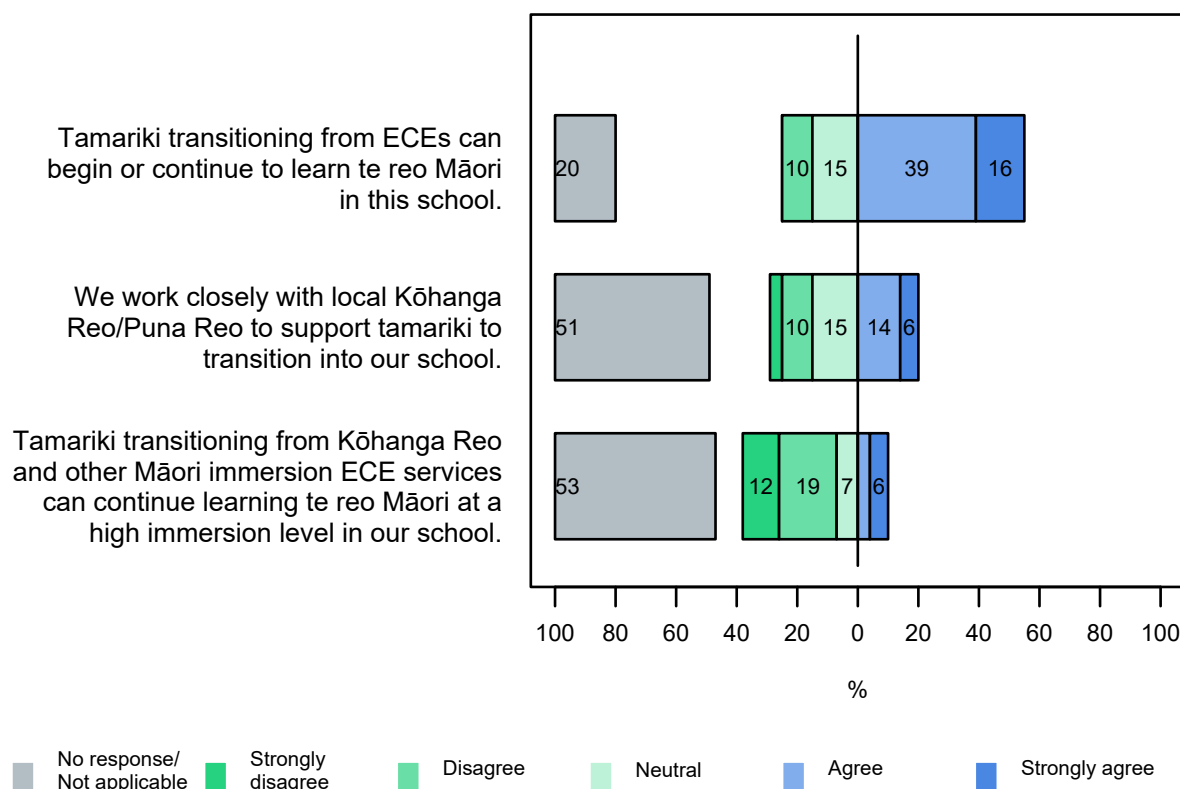 Tamariki transitioning from ECEs can
begin or continue to learn te reo Māori
in this school.
20
10
15
39
16
We work closely with local Kōhanga
Reo/Puna Reo to support tamariki to
transition into our school.
51
10
15
14
6
Tamariki transitioning from Kōhanga Reo
and other Māori immersion ECE services
can continue learning te reo Māori at a
high immersion level in our school.
53
12
19
7
6
100 80 60 40 20 0 20 40 60 80 100
%
No response/
Not applicable
Strongly
disagree
Disagree
Neutral
Agree
Strongly agree